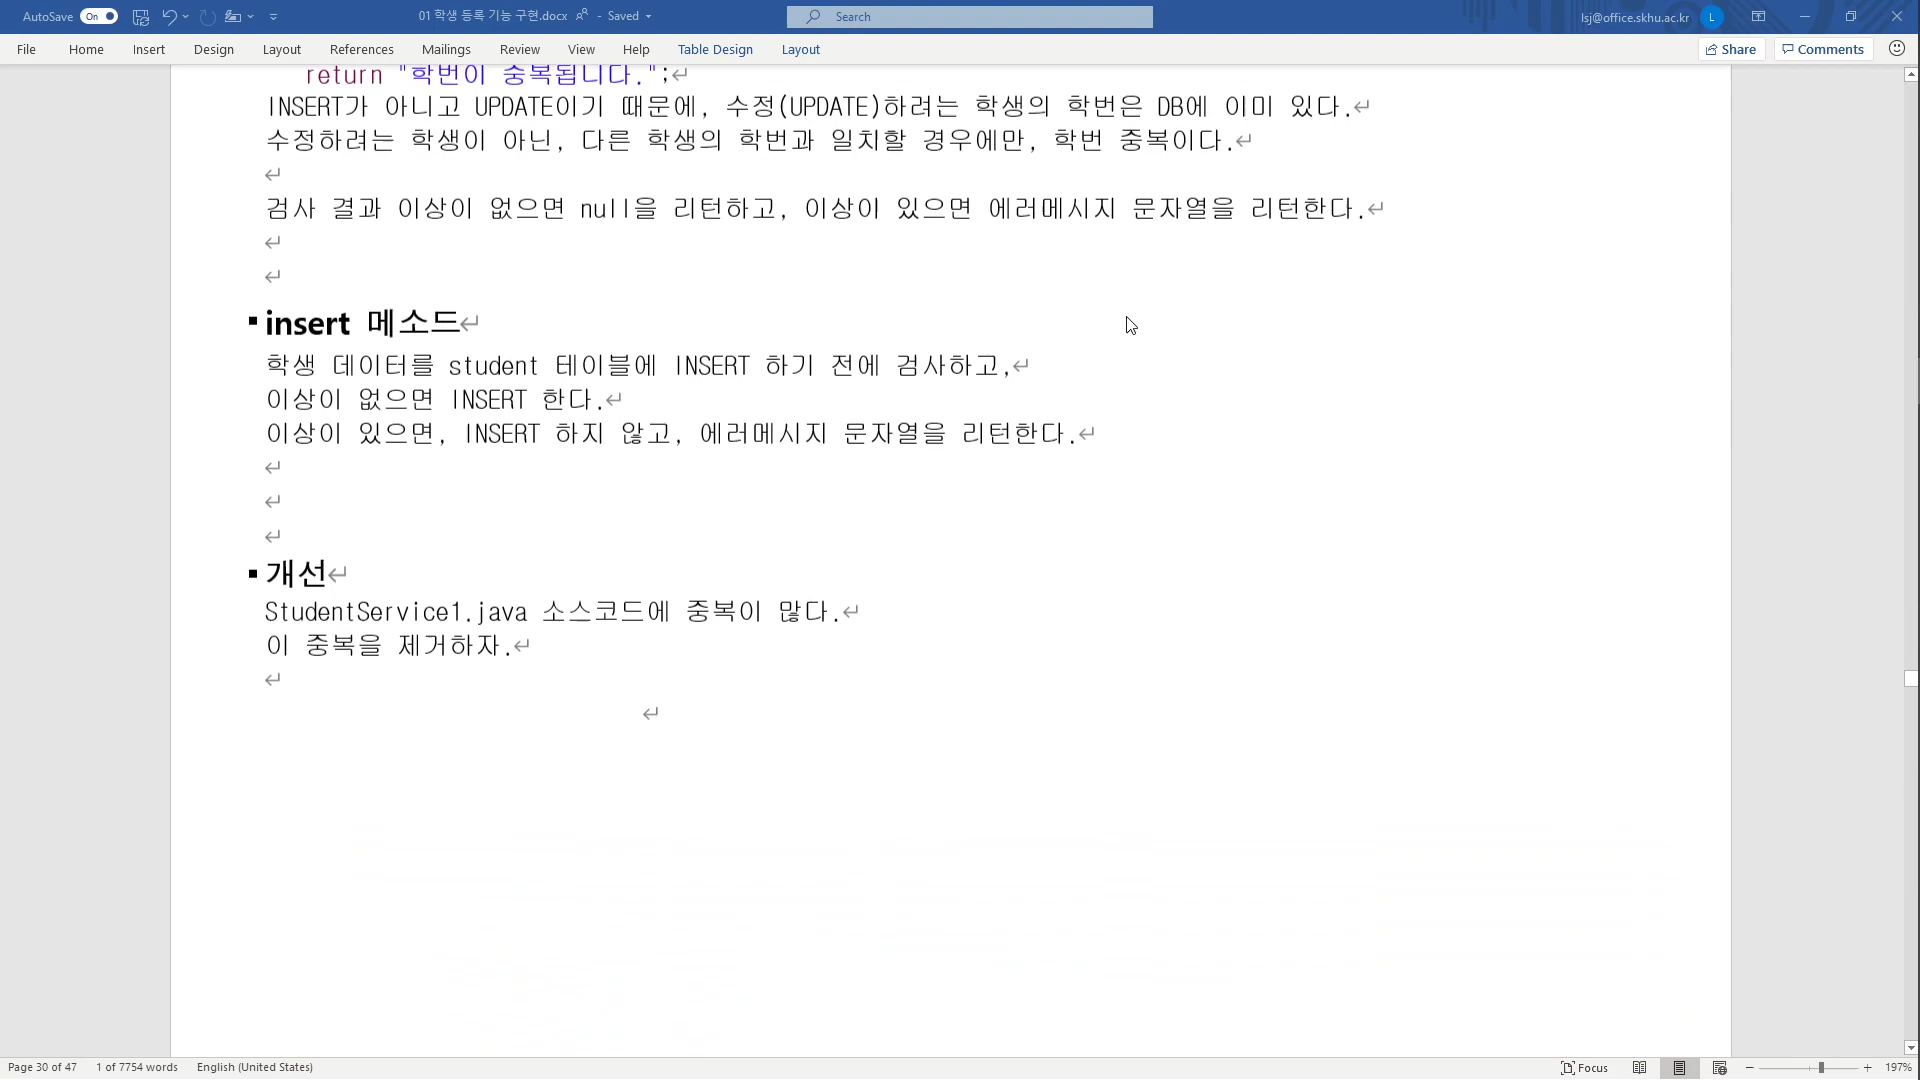 AutoSave On 01 학생 등록 기능 구현.docx - Saved Search lsj@office.skhu.ac.kr L
File Home Insert Design Layout References Mailings Review View Help Table Design Layout Share Comments
return "학번이 중복됩니다.";
INSERT가 아니고 UPDATE이기 때문에, 수정(UPDATE)하려는 학생의 학번은 DB에 이미 있다.
수정하려는 학생이 아닌, 다른 학생의 학번과 일치할 경우에만, 학번 중복이다.
검사 결과 이상이 없으면 null을 리턴하고, 이상이 있으면 에러메시지 문자열을 리턴한다.
insert 메소드
학생 데이터를 student 테이블에 INSERT 하기 전에 검사하고,
이상이 없으면 INSERT 한다.
이상이 있으면, INSERT 하지 않고, 에러메시지 문자열을 리턴한다.
개선
StudentService1.java 소스코드에 중복이 많다.
이 중복을 제거하자.
Page 30 of 47 1 of 7754 words English (United States) Focus 197%